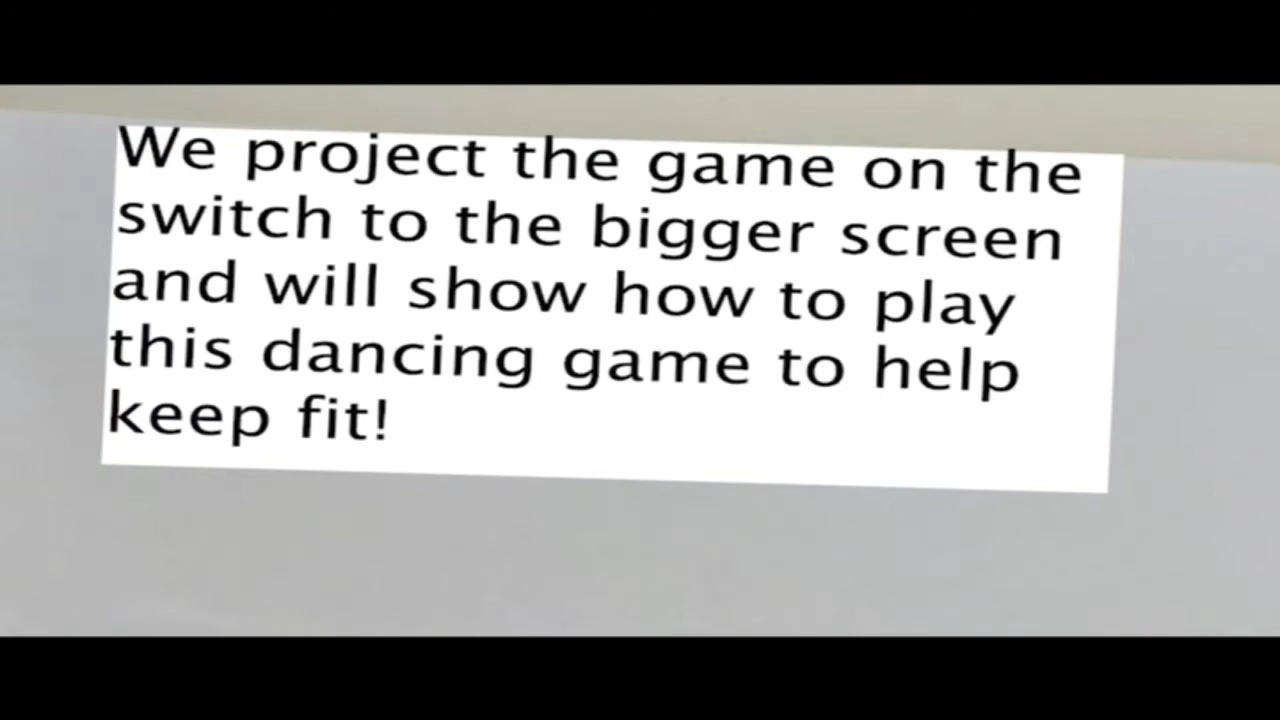 We project the game on the
switch to the bigger screen
and will show how to play
this dancing game to help
keep fit!